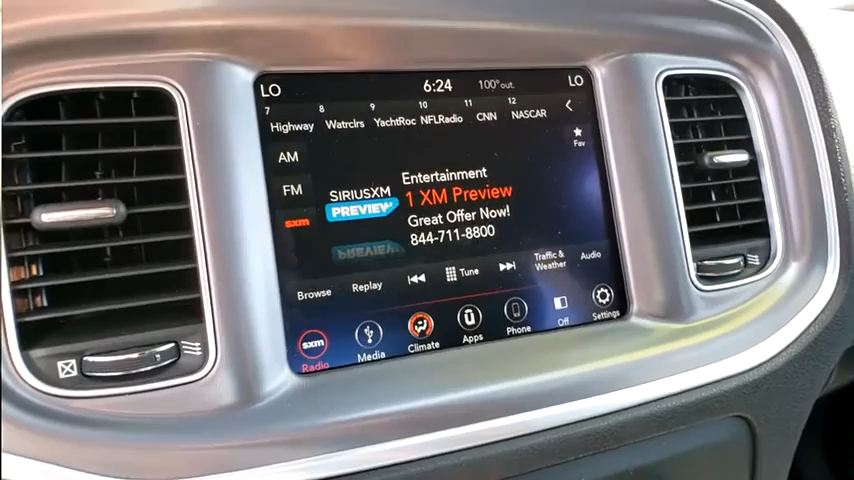 LO 6:24 100°out. LO
7 8 9 10 11 12
Highway Watrclrs YachtRoc NFLRadio CNN NASCAR
AM
FM
sxm
Fav
SIRIUSXM
PREVIEW
Entertainment
1 XM Preview
Great Offer Now!
844-711-8800
Browse Replay Tune Traffic & Weather Audio
sxm
Radio Media Climate Apps Phone Off Settings